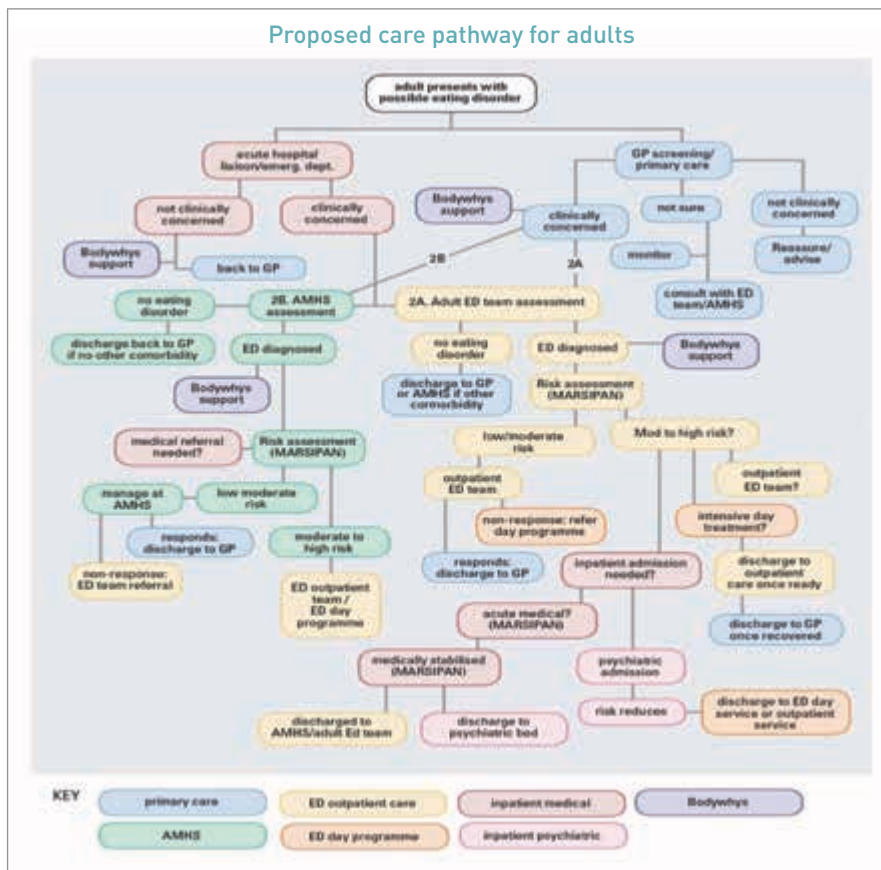 Proposed care pathway for adults
adult presents with
possible eating disorder
acute hospital
liaison/emerg. dept.
GP screening/
primary care
not clinically
concerned
clinically
concerned
Bodywhys
support
clinically
concerned
not sure
not clinically
concerned
Bodywhys
support
back to GP
2B
2A
monitor
Reassure/
advise
consult with ED
team/AMHS
no eating
disorder
2B. AMHS
assessment
2A. Adult ED team assessment
discharge back to GP
if no other comorbidity
ED diagnosed
no eating
disorder
ED diagnosed
Bodywhys
support
Bodywhys
support
discharge to GP
or AMHS if other
comorbidity
Risk assessment
(MARSIPAN)
medical referral
needed?
Risk assessment
(MARSIPAN)
low/moderate
risk
Mod to high risk?
manage at
AMHS
low moderate
risk
outpatient
ED team
outpatient
ED team?
responds:
discharge to GP
moderate to
high risk
non-response: refer
day programme
intensive day
treatment?
non-response:
ED team referral
responds:
discharge to GP
inpatient admission
needed?
discharge to
outpatient
care once ready
ED outpatient
team /
ED day
programme
acute medical?
(MARSIPAN)
discharge to GP
once recovered
medically stabilised
(MARSIPAN)
psychiatric
admission
discharged to
AMHS/adult Ed team
discharge to
psychiatric bed
risk reduces
discharge to ED day
service or outpatient
service
KEY
primary care
ED outpatient care
inpatient medical
Bodywhys
AMHS
ED day programme
inpatient psychiatric